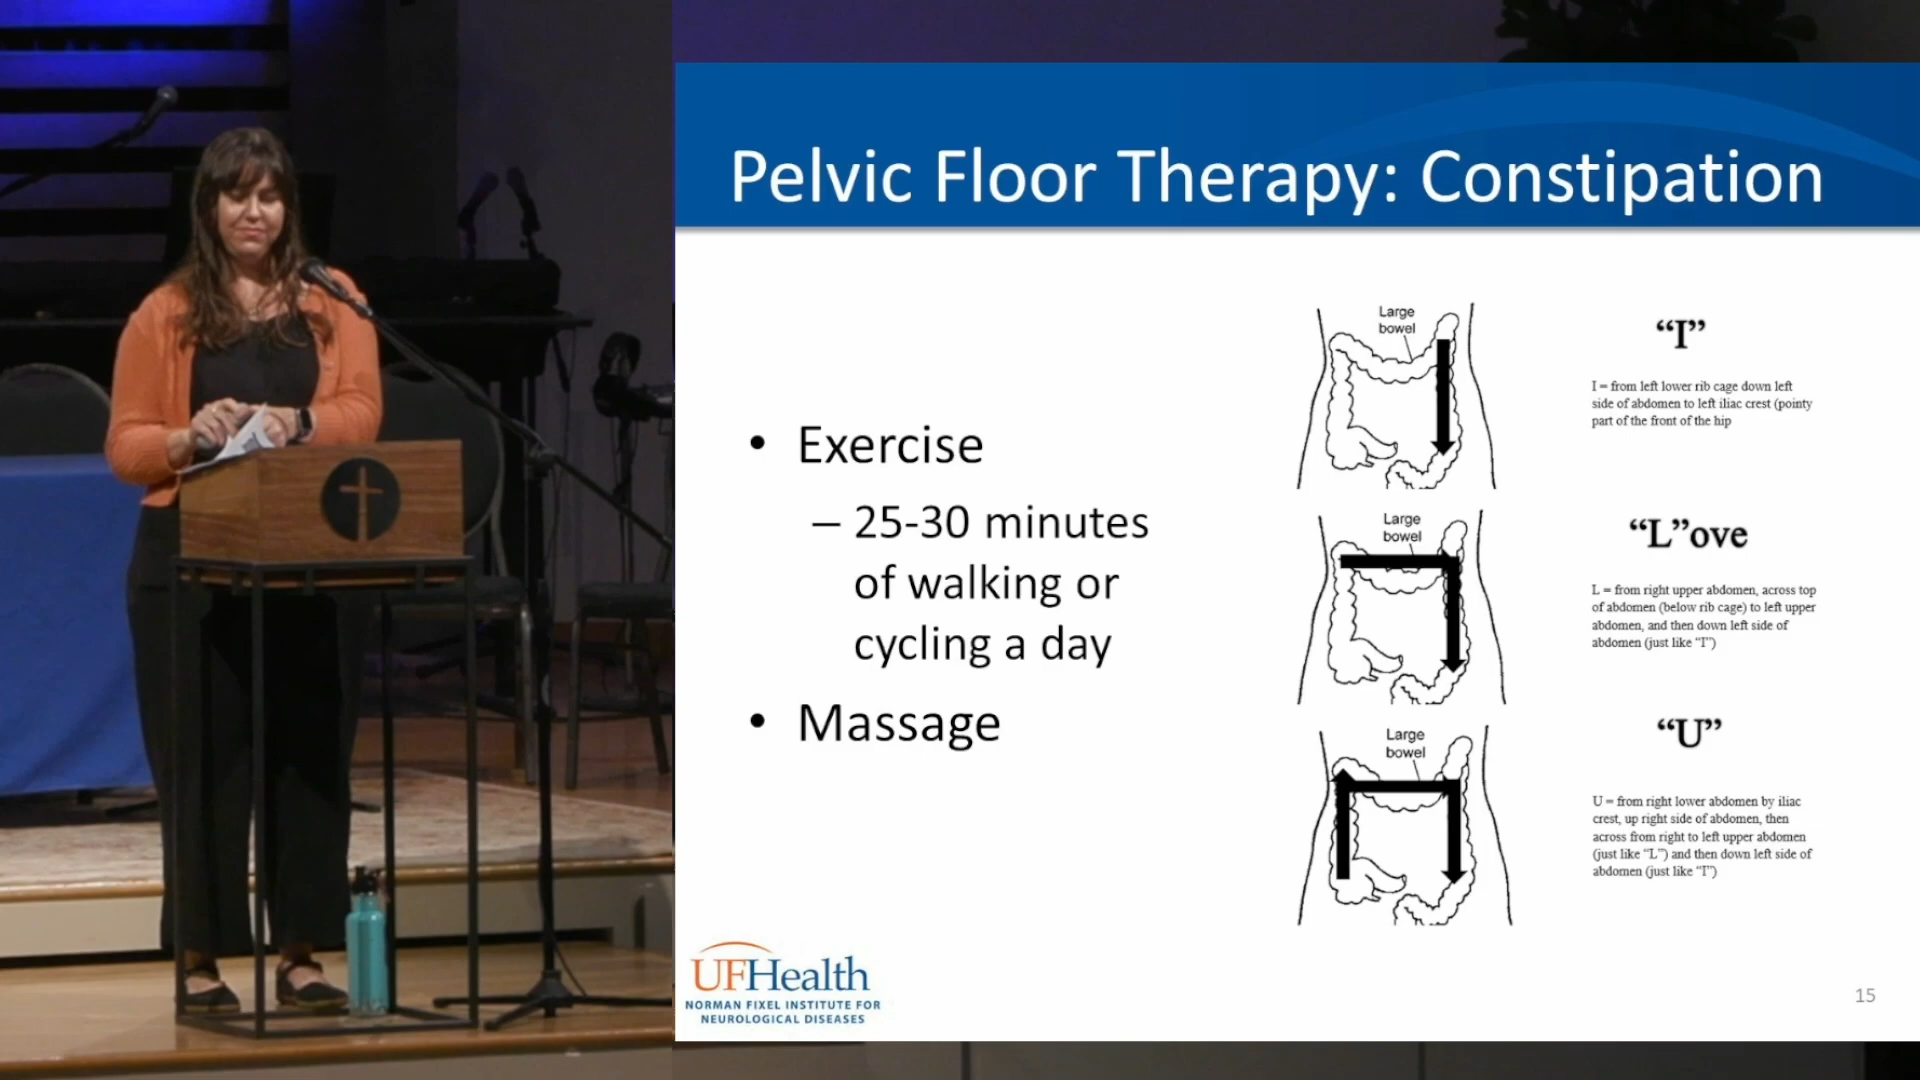 Pelvic Floor Therapy: Constipation
• Exercise
– 25-30 minutes
of walking or
cycling a day
• Massage
Large
bowel
“I”
I = from left lower rib cage down left
side of abdomen to left iliac crest (pointy
part of the front of the hip
Large
bowel
“L”ove
L = from right upper abdomen, across top
of abdomen (below rib cage) to left upper
abdomen, and then down left side of
abdomen (just like “I”)
Large
bowel
“U”
U = from right lower abdomen by iliac
crest, up right side of abdomen, then
across from right to left upper abdomen
(just like “L”) and then down left side of
abdomen (just like “I”)
UFHealth
NORMAN FIXEL INSTITUTE FOR
NEUROLOGICAL DISEASES
15